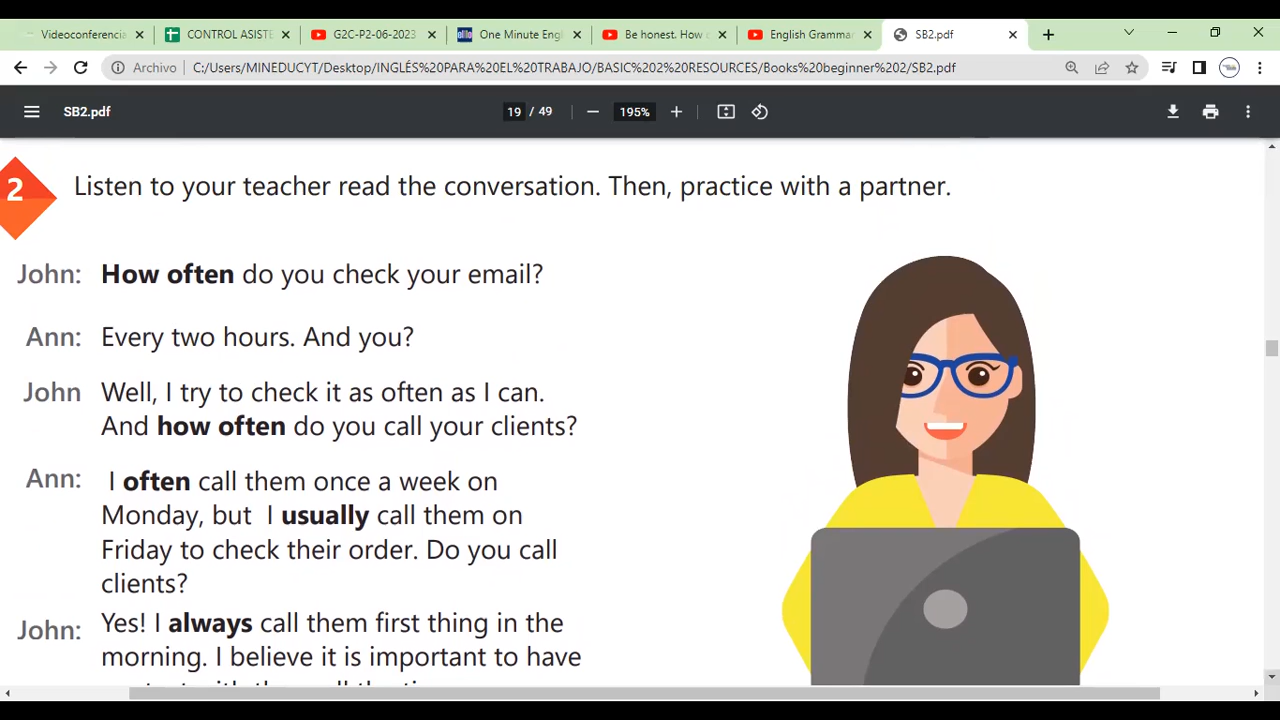 Videoconferencia
CONTROL ASISTE
G2C-P2-06-2023
One Minute Engl
Be honest. How o
English Grammar
SB2.pdf
Archivo
C:/Users/MINEDUCYT/Desktop/INGLÉS%20PARA%20EL%20TRABAJO/BASIC%202%20RESOURCES/Books%20beginner%202/SB2.pdf
SB2.pdf
19 / 49
195%
2
Listen to your teacher read the conversation. Then, practice with a partner.
John: How often do you check your email?
Ann: Every two hours. And you?
John Well, I try to check it as often as I can.
And how often do you call your clients?
Ann: I often call them once a week on
Monday, but I usually call them on
Friday to check their order. Do you call
clients?
John: Yes! I always call them first thing in the
morning. I believe it is important to have